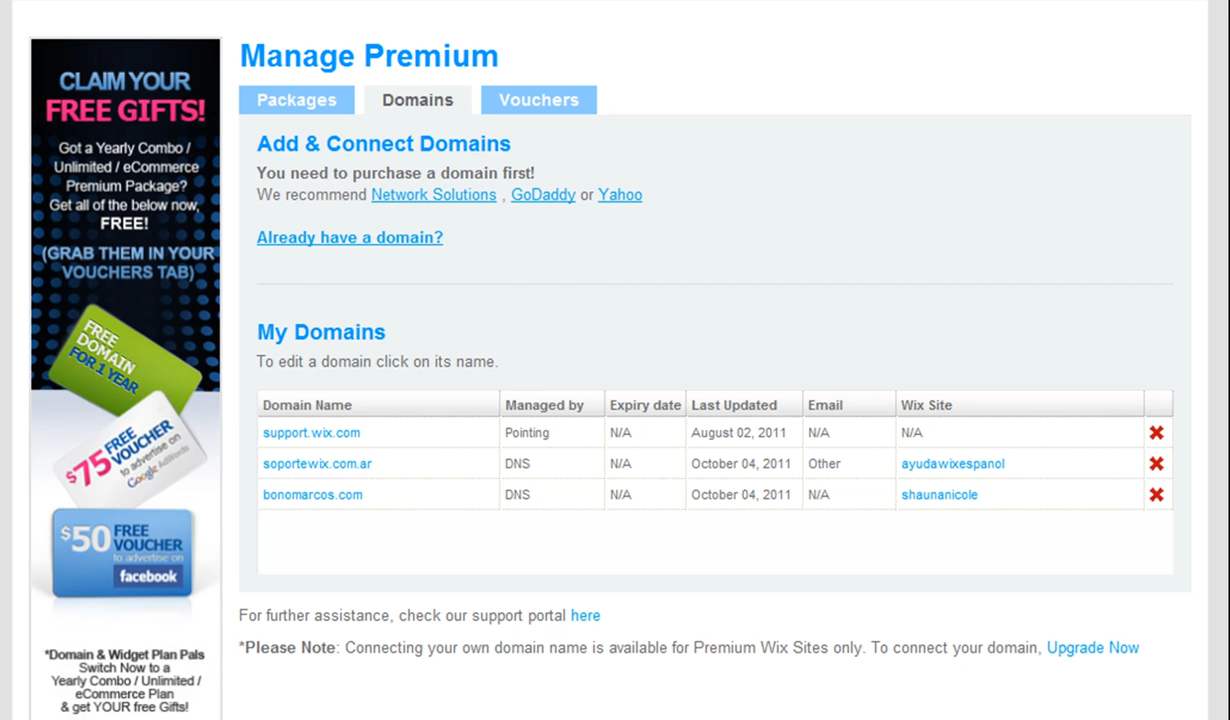 CLAIM YOUR
FREE GIFTS!
Got a Yearly Combo /
Unlimited / eCommerce
Premium Package?
Get all of the below now,
FREE!
(GRAB THEM IN YOUR
VOUCHERS TAB)
FREE
DOMAIN
FOR 1 YEAR
$75 FREE
VOUCHER
to advertise on
Google AdWords
$50 FREE
VOUCHER
to advertise on
facebook
*Domain & Widget Plan Pals
Switch Now to a
Yearly Combo / Unlimited /
eCommerce Plan
& get YOUR free Gifts!
Manage Premium
Packages Domains Vouchers
Add & Connect Domains
You need to purchase a domain first!
We recommend Network Solutions , GoDaddy or Yahoo
Already have a domain?
My Domains
To edit a domain click on its name.
Domain Name Managed by Expiry date Last Updated Email Wix Site
support.wix.com Pointing N/A August 02, 2011 N/A N/A
soportewix.com.ar DNS N/A October 04, 2011 Other ayudawixespanol
bonomarcos.com DNS N/A October 04, 2011 N/A shaunanicole
For further assistance, check our support portal here
*Please Note: Connecting your own domain name is available for Premium Wix Sites only. To connect your domain, Upgrade Now